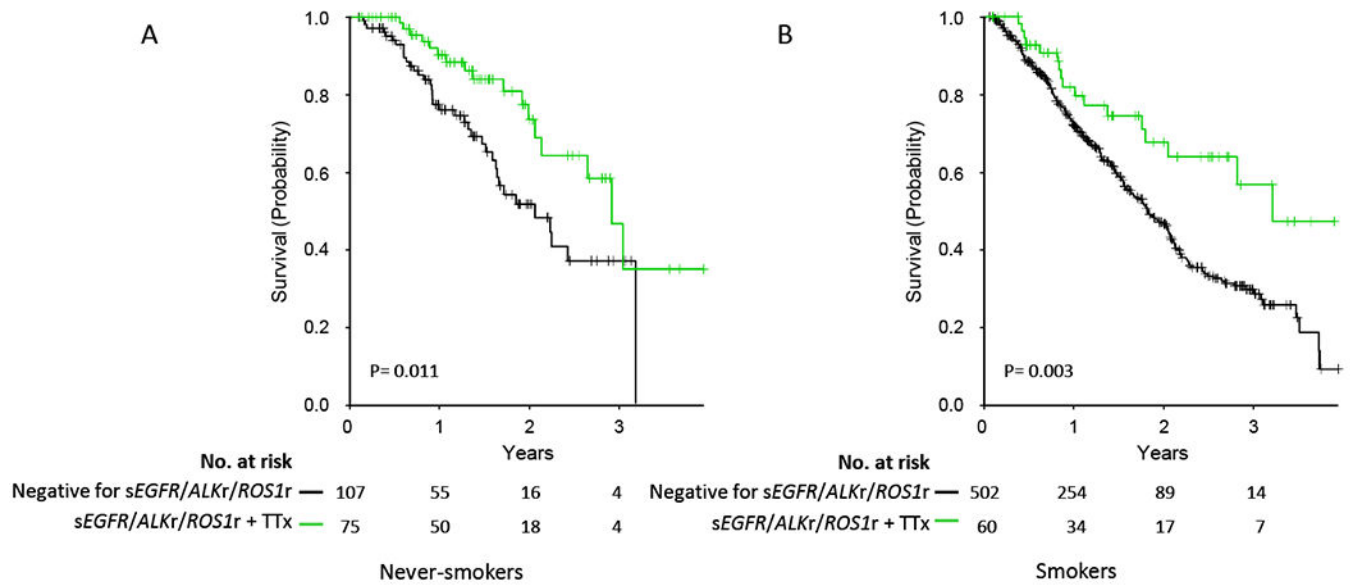 A
1.0
0.8
0.6
0.4
0.2
0.0
Survival (Probability)
P= 0.011
0 1 2 3
Years
No. at risk
Negative for sEGFR/ALKr/ROS1r 107 55 16 4
sEGFR/ALKr/ROS1r + TTx 75 50 18 4
Never-smokers
B
1.0
0.8
0.6
0.4
0.2
0.0
Survival (Probability)
P= 0.003
0 1 2 3
Years
No. at risk
Negative for sEGFR/ALKr/ROS1r 502 254 89 14
sEGFR/ALKr/ROS1r + TTx 60 34 17 7
Smokers